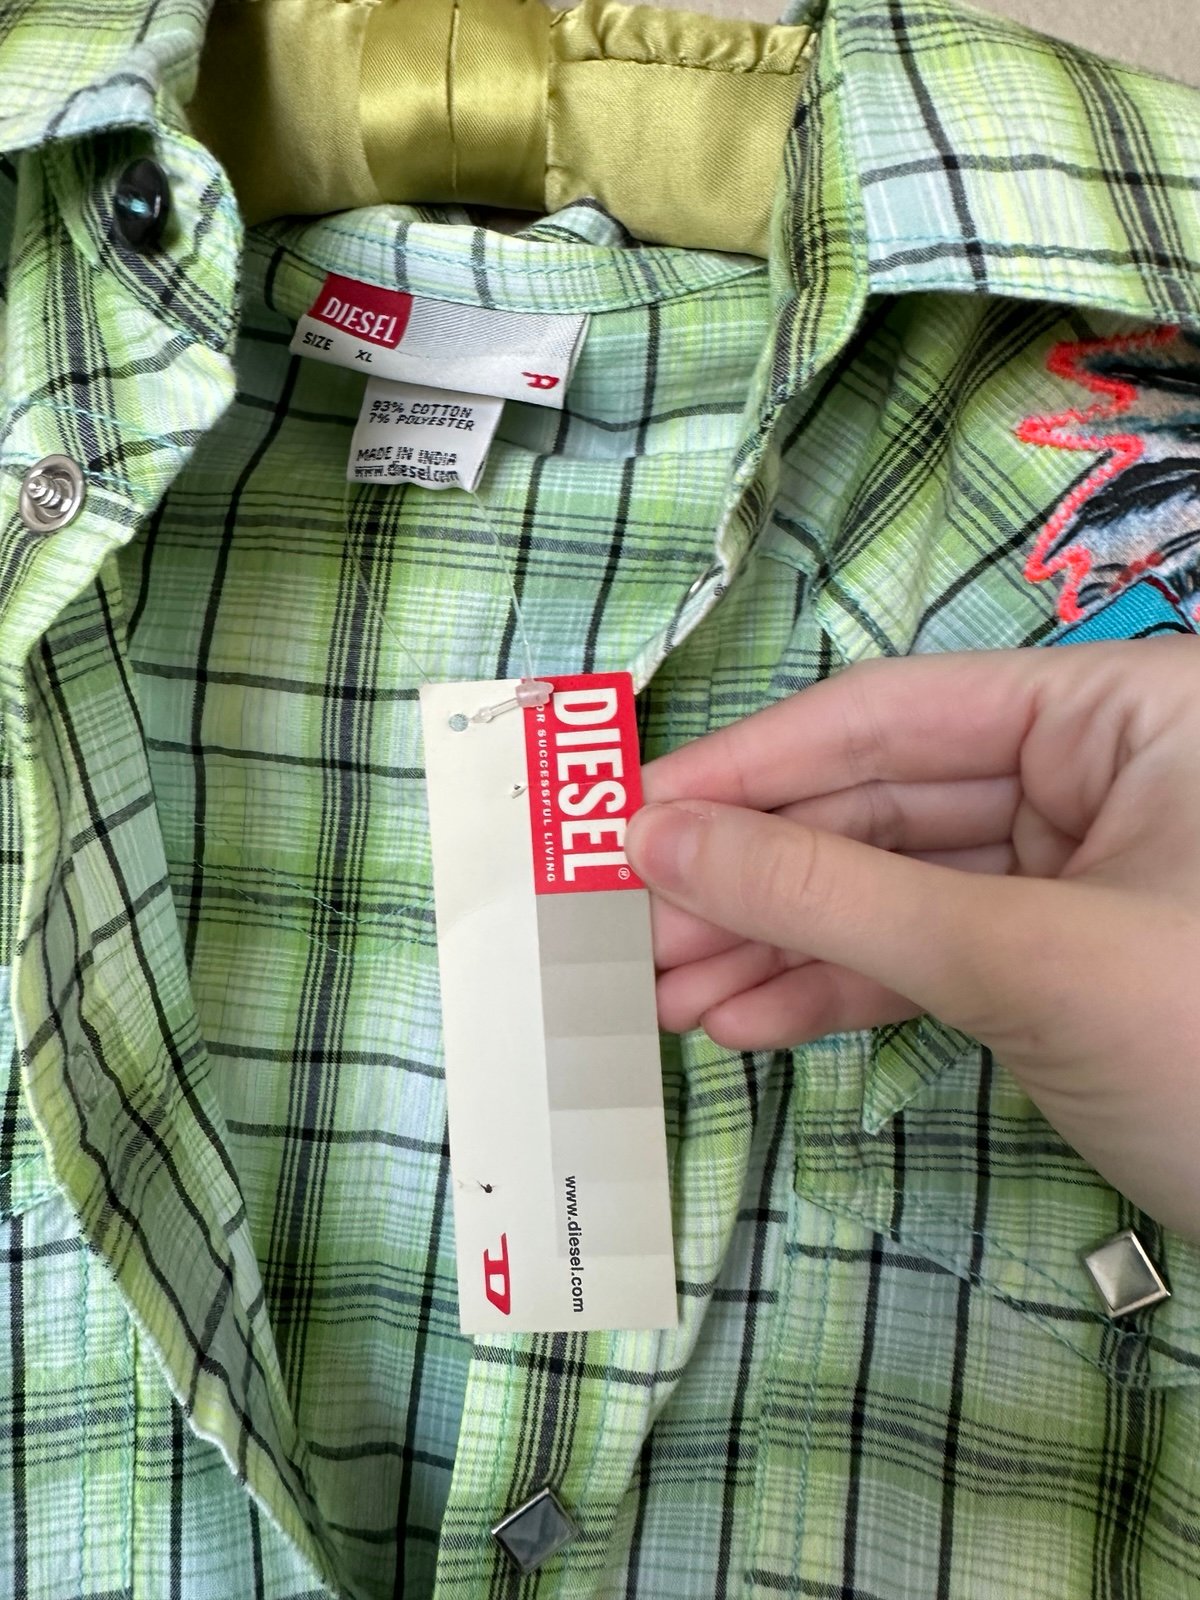 DIESEL
SIZE XL
D
93% COTTON
7% POLYESTER
MADE IN INDIA
www.diesel.com
DIESEL®
FOR SUCCESSFUL LIVING
www.diesel.com
D